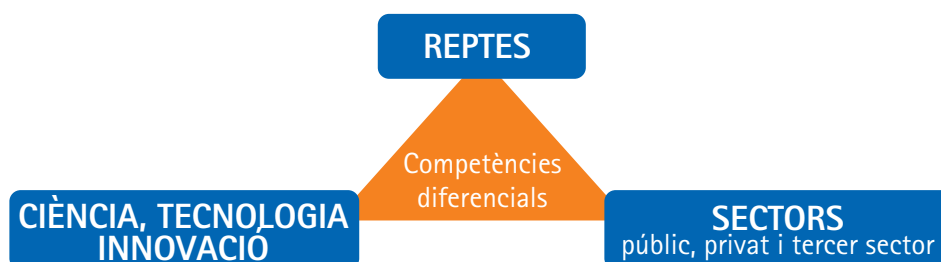 REPTES
Competències
diferencials
CIÈNCIA, TECNOLOGIA
INNOVACIÓ
SECTORS
públic, privat i tercer sector